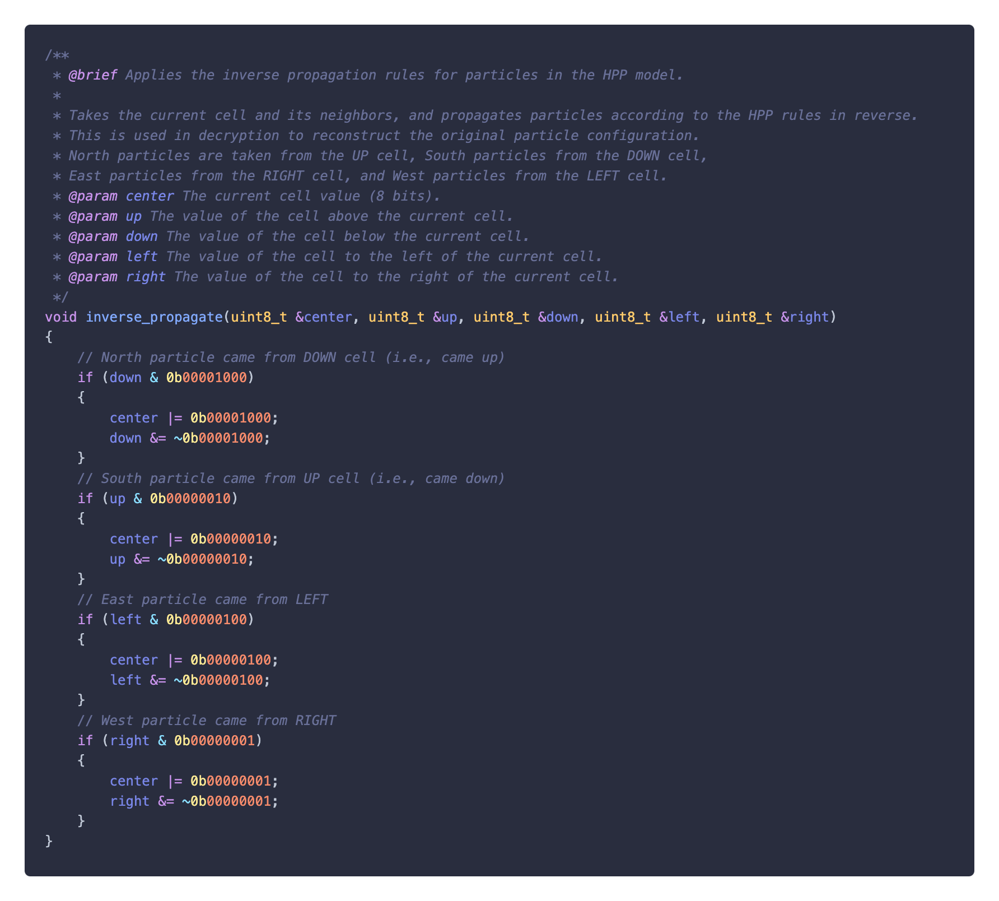 /**
 * @brief Applies the inverse propagation rules for particles in the HPP model.
 *
 * Takes the current cell and its neighbors, and propagates particles according to the HPP rules in reverse.
 * This is used in decryption to reconstruct the original particle configuration.
 * North particles are taken from the UP cell, South particles from the DOWN cell,
 * East particles from the RIGHT cell, and West particles from the LEFT cell.
 * @param center The current cell value (8 bits).
 * @param up The value of the cell above the current cell.
 * @param down The value of the cell below the current cell.
 * @param left The value of the cell to the left of the current cell.
 * @param right The value of the cell to the right of the current cell.
 */
void inverse_propagate(uint8_t &center, uint8_t &up, uint8_t &down, uint8_t &left, uint8_t &right)
{
    // North particle came from DOWN cell (i.e., came up)
    if (down & 0b00001000)
    {
        center |= 0b00001000;
        down &= ~0b00001000;
    }
    // South particle came from UP cell (i.e., came down)
    if (up & 0b00000010)
    {
        center |= 0b00000010;
        up &= ~0b00000010;
    }
    // East particle came from LEFT
    if (left & 0b00000100)
    {
        center |= 0b00000100;
        left &= ~0b00000100;
    }
    // West particle came from RIGHT
    if (right & 0b00000001)
    {
        center |= 0b00000001;
        right &= ~0b00000001;
    }
}